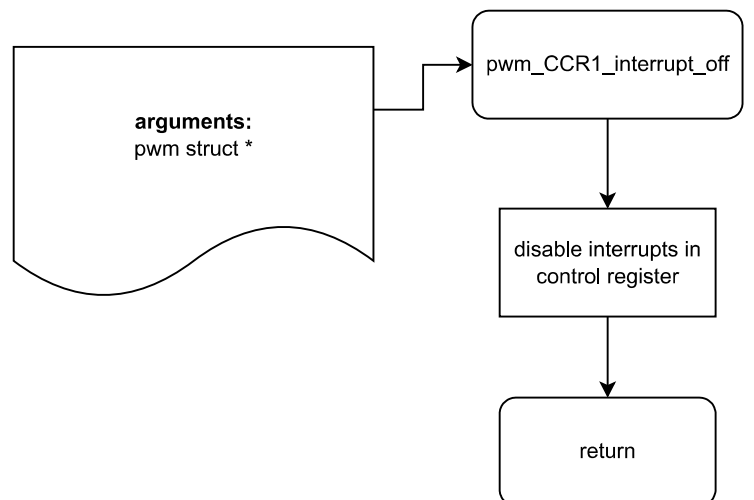 pwm_CCR1_interrupt_off
arguments:
pwm struct *
disable interrupts in
control register
return